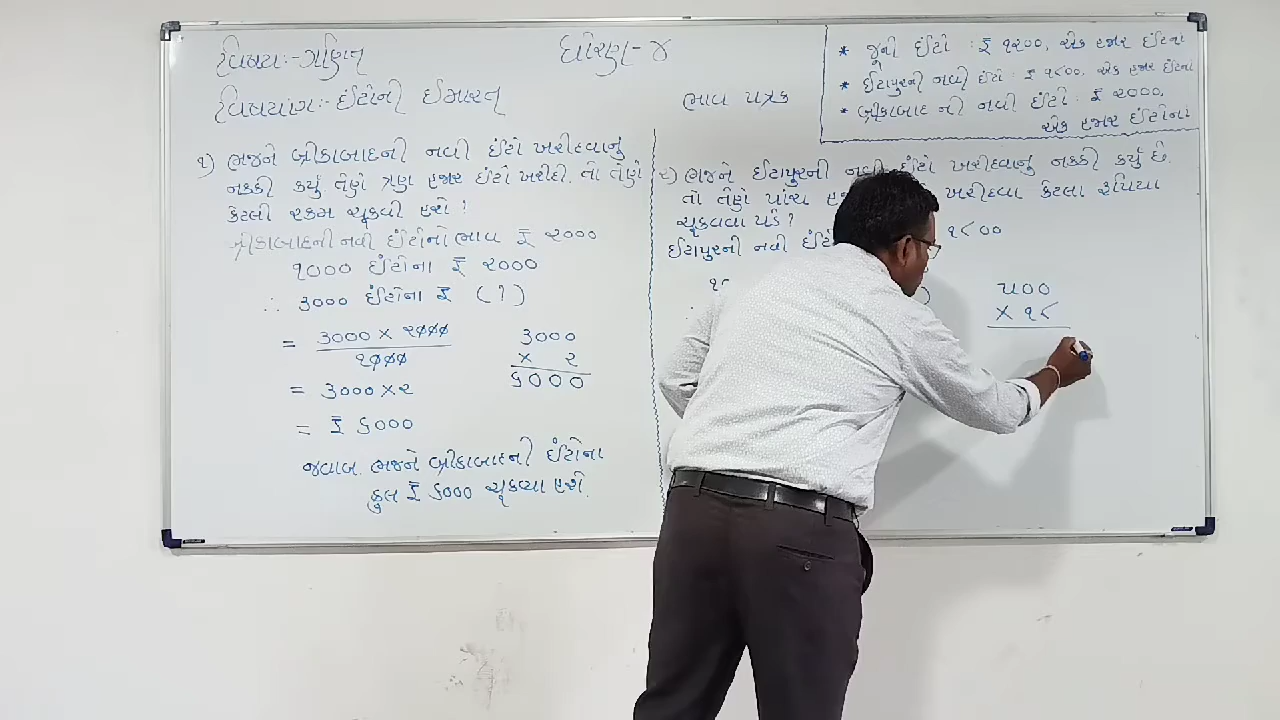 વિષય:-ગણિત
ધોરણ-૪
વિષયાંગ:- ઈંટોની ઈમારત
ભાવ પત્રક
* જૂની ઈંટો : ₹ ૧૨૦૦, એક હજાર ઈંટના
* ઈંટાપુરની નવી ઈંટો : ₹ ૧૮૦૦, એક હજાર ઈંટના
* બ્રીકાબાદ ની નવી ઈંટો : ₹ ૨૦૦૦,
એક હજાર ઈંટોના
૧) ભજને બ્રીકાબાદની નવી ઈંટો ખરીદવાનું
નક્કી કર્યું. તેણે ત્રણ હજાર ઈંટો ખરીદી. તો તેણે
કેટલી રકમ ચૂકવી હશે ?
બ્રીકાબાદની નવી ઈંટોનો ભાવ ₹ ૨૦૦૦
૧૦૦૦ ઈંટોના ₹ ૨૦૦૦
∴ ૩૦૦૦ ઈંટોના ₹ (?)
= ૩૦૦૦ × ૨૦૦૦
૧૦૦૦
= ૩૦૦૦ × ૨
= ₹ ૬૦૦૦
૩૦૦૦
× ૨
૬૦૦૦
જવાબ. ભજને બ્રીકાબાદની ઈંટોના
કુલ ₹ ૬૦૦૦ ચૂકવ્યા હશે.
૨) ભજને ઈંટાપુરની નવી ઈંટો ખરીદવાનું નક્કી કર્યું છે.
તો તેણે પાંચ ખરીદવા કેટલા રૂપિયા
ચૂકવવા પડે ?
ઈંટાપુરની નવી ૧૮૦૦
૫૦૦
× ૧૮